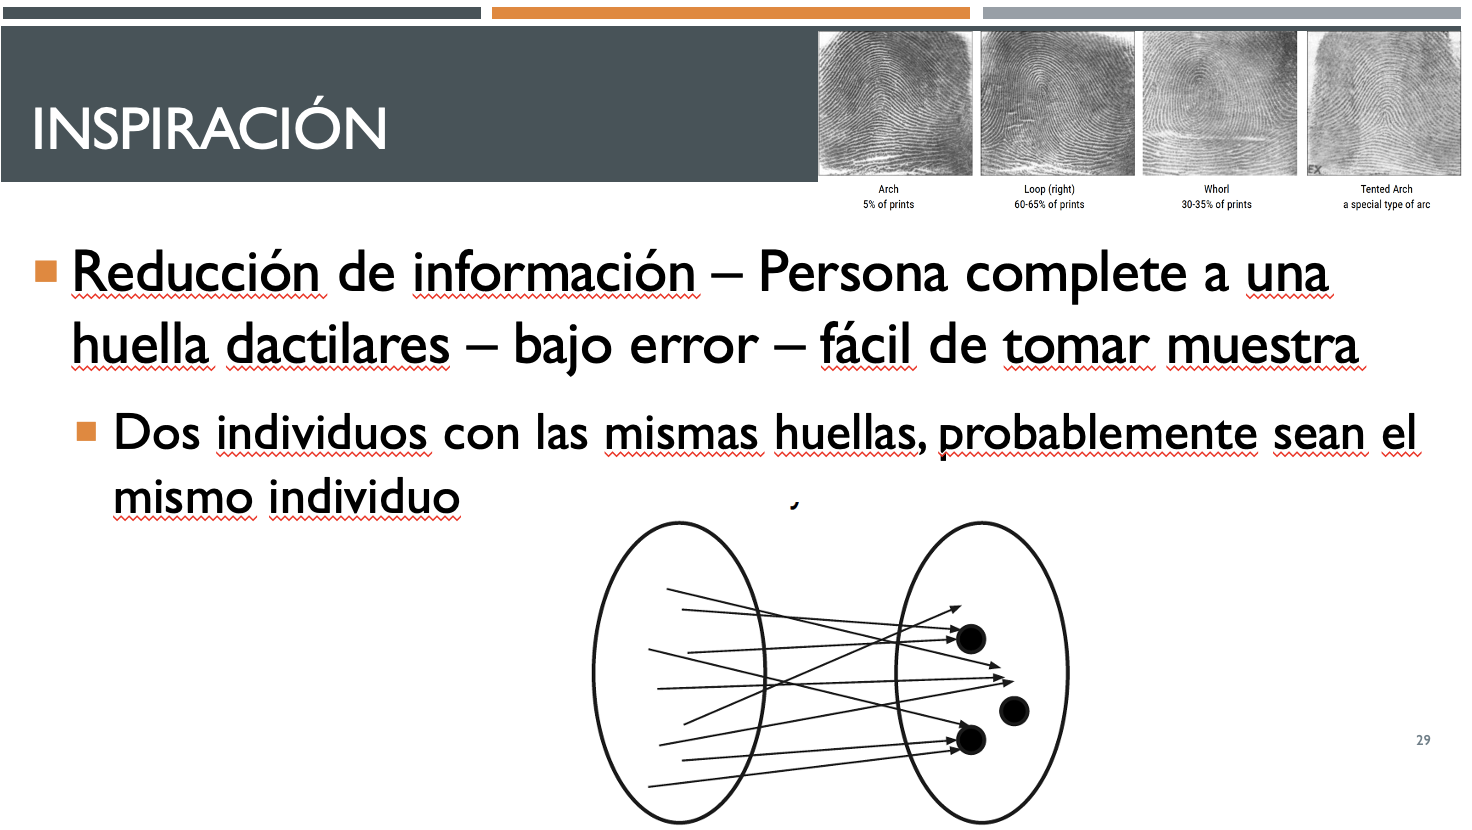 INSPIRACIÓN
Arch
5% of prints
Loop (right)
60-65% of prints
Whorl
30-35% of prints
Tented Arch
a special type of arc
EX
Reducción de información – Persona complete a una
huella dactilares – bajo error – fácil de tomar muestra
Dos individuos con las mismas huellas, probablemente sean el
mismo individuo
29